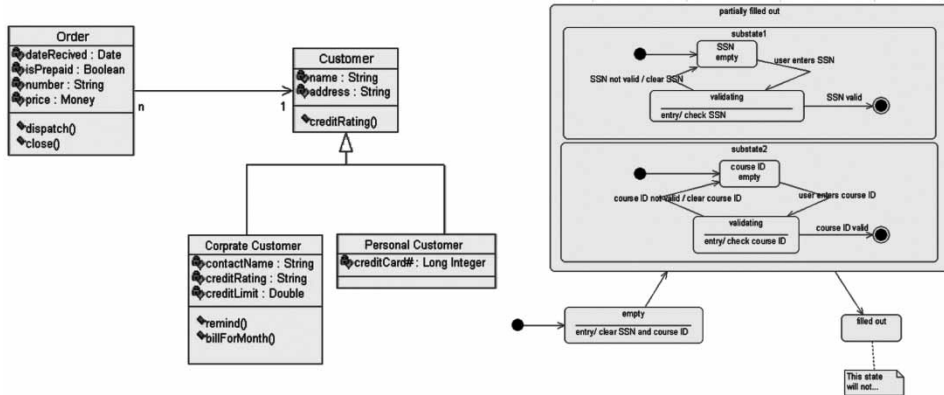 Order
dateRecived : Date
isPrepaid : Boolean
number : String
price : Money
dispatch()
close()
n
1
Customer
name : String
address : String
creditRating()
Corprate Customer
contactName : String
creditRating : String
creditLimit : Double
remind()
billForMonth()
Personal Customer
creditCard# : Long Integer
partially filled out
substate1
SSN
empty
user enters SSN
SSN not valid / clear SSN
validating
entry/ check SSN
SSN valid
substate2
course ID
empty
user enters course ID
course ID not valid / clear course ID
validating
entry/ check course ID
course ID valid
empty
entry/ clear SSN and course ID
filled out
This state
will not...